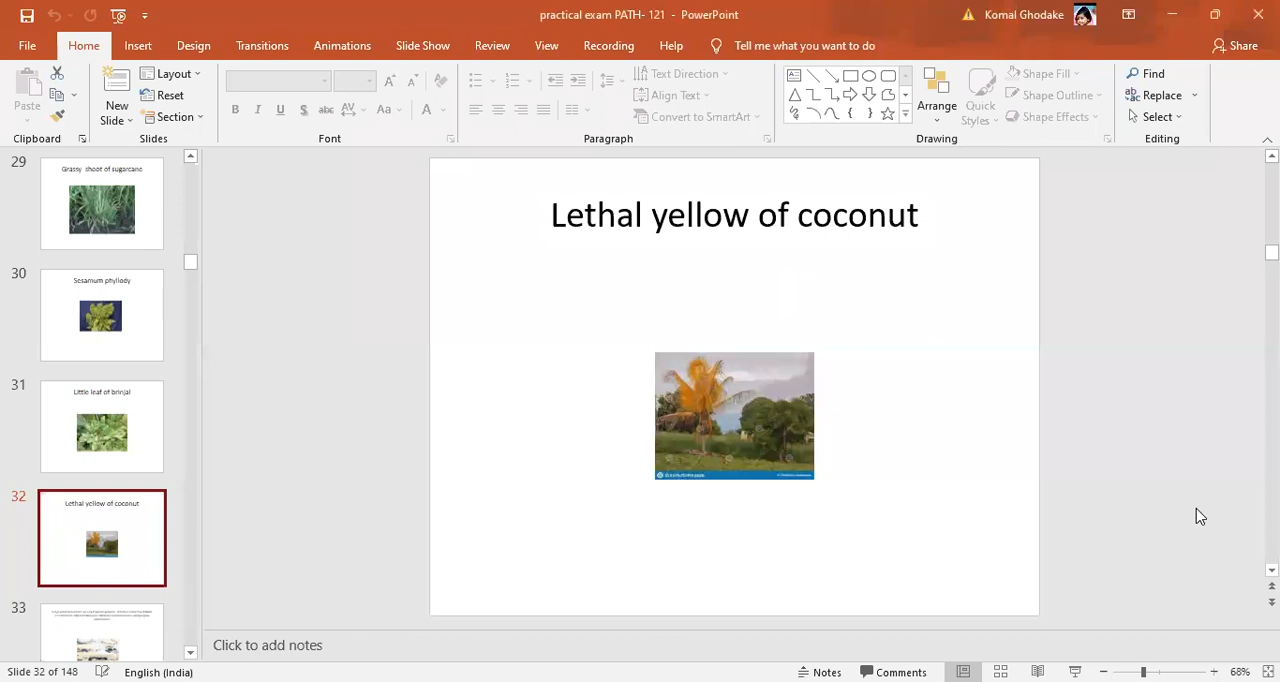 practical exam PATH- 121 - PowerPoint
Komal Ghodake
File Home Insert Design Transitions Animations Slide Show Review View Recording Help Tell me what you want to do Share
Paste
New Slide
Layout
Reset
Section
Text Direction
Align Text
Convert to SmartArt
Arrange
Quick Styles
Shape Fill
Shape Outline
Shape Effects
Find
Replace
Select
Clipboard Slides Font Paragraph Drawing Editing
29
Grassy shoot of sugarcane
30
Sesamum phyllody
31
Little leaf of brinjal
32
Lethal yellow of coconut
33
Lethal yellow of coconut
Click to add notes
Slide 32 of 148 English (India) Notes Comments 68%